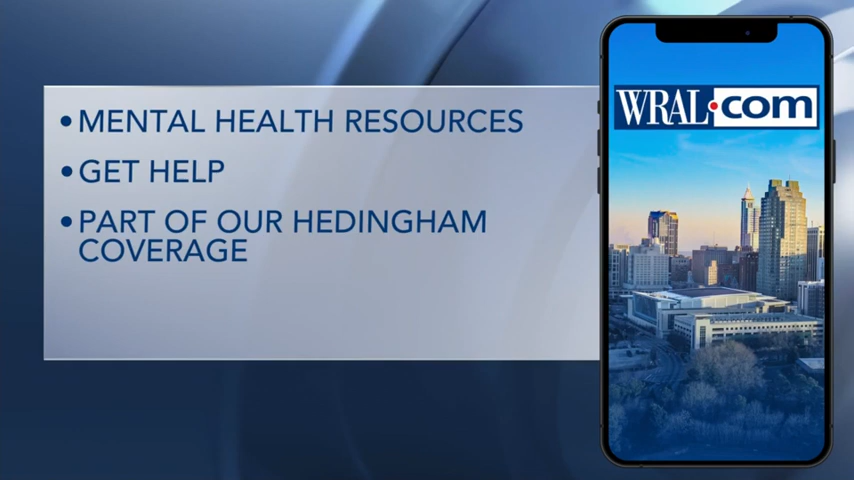 • MENTAL HEALTH RESOURCES
• GET HELP
• PART OF OUR HEDINGHAM
COVERAGE
WRAL.com